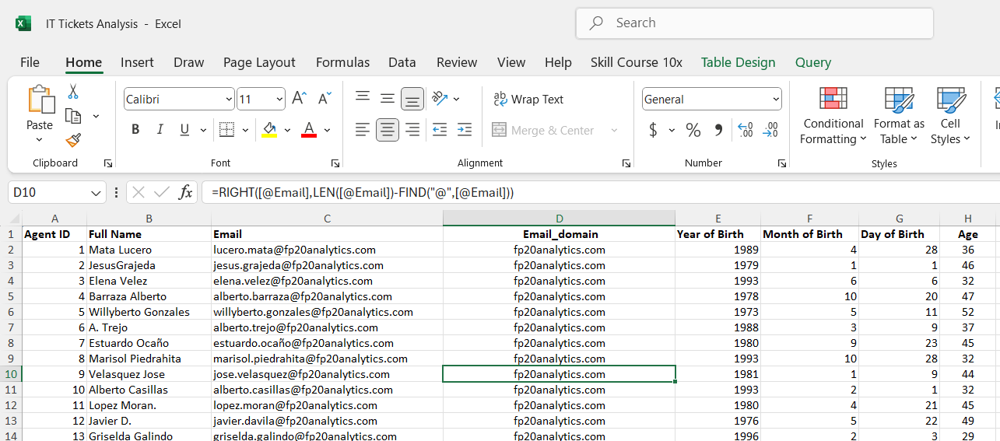 IT Tickets Analysis - Excel
Search
File Home Insert Draw Page Layout Formulas Data Review View Help Skill Course 10x Table Design Query
Paste
Calibri 11 A A
B I U A
Wrap Text
Merge & Center
General
$ % , .00 .00
Conditional Formatting
Format as Table
Cell Styles
Clipboard Font Alignment Number Styles
D10 fx =RIGHT([@Email],LEN([@Email])-FIND("@",[@Email]))
A B C D E F G H
1 Agent ID Full Name Email Email_domain Year of Birth Month of Birth Day of Birth Age
2 1 Mata Lucero lucero.mata@fp20analytics.com fp20analytics.com 1989 4 28 36
3 2 JesusGrajeda jesus.grajeda@fp20analytics.com fp20analytics.com 1979 1 1 46
4 3 Elena Velez elena.velez@fp20analytics.com fp20analytics.com 1993 6 6 32
5 4 Barraza Alberto alberto.barraza@fp20analytics.com fp20analytics.com 1978 10 20 47
6 5 Willyberto Gonzales willyberto.gonzales@fp20analytics.com fp20analytics.com 1973 5 11 52
7 6 A. Trejo alberto.trejo@fp20analytics.com fp20analytics.com 1988 3 9 37
8 7 Estuardo Ocaño estuardo.ocaño@fp20analytics.com fp20analytics.com 1980 9 23 45
9 8 Marisol Piedrahita marisol.piedrahita@fp20analytics.com fp20analytics.com 1993 10 28 32
10 9 Velasquez Jose jose.velasquez@fp20analytics.com fp20analytics.com 1981 1 9 44
11 10 Alberto Casillas alberto.casillas@fp20analytics.com fp20analytics.com 1993 2 1 32
12 11 Lopez Moran. lopez.moran@fp20analytics.com fp20analytics.com 1980 4 21 45
13 12 Javier D. javier.davila@fp20analytics.com fp20analytics.com 1976 5 22 49
14 13 Griselda Galindo griselda.galindo@fp20analytics.com fp20analytics.com 1996 2 3 29